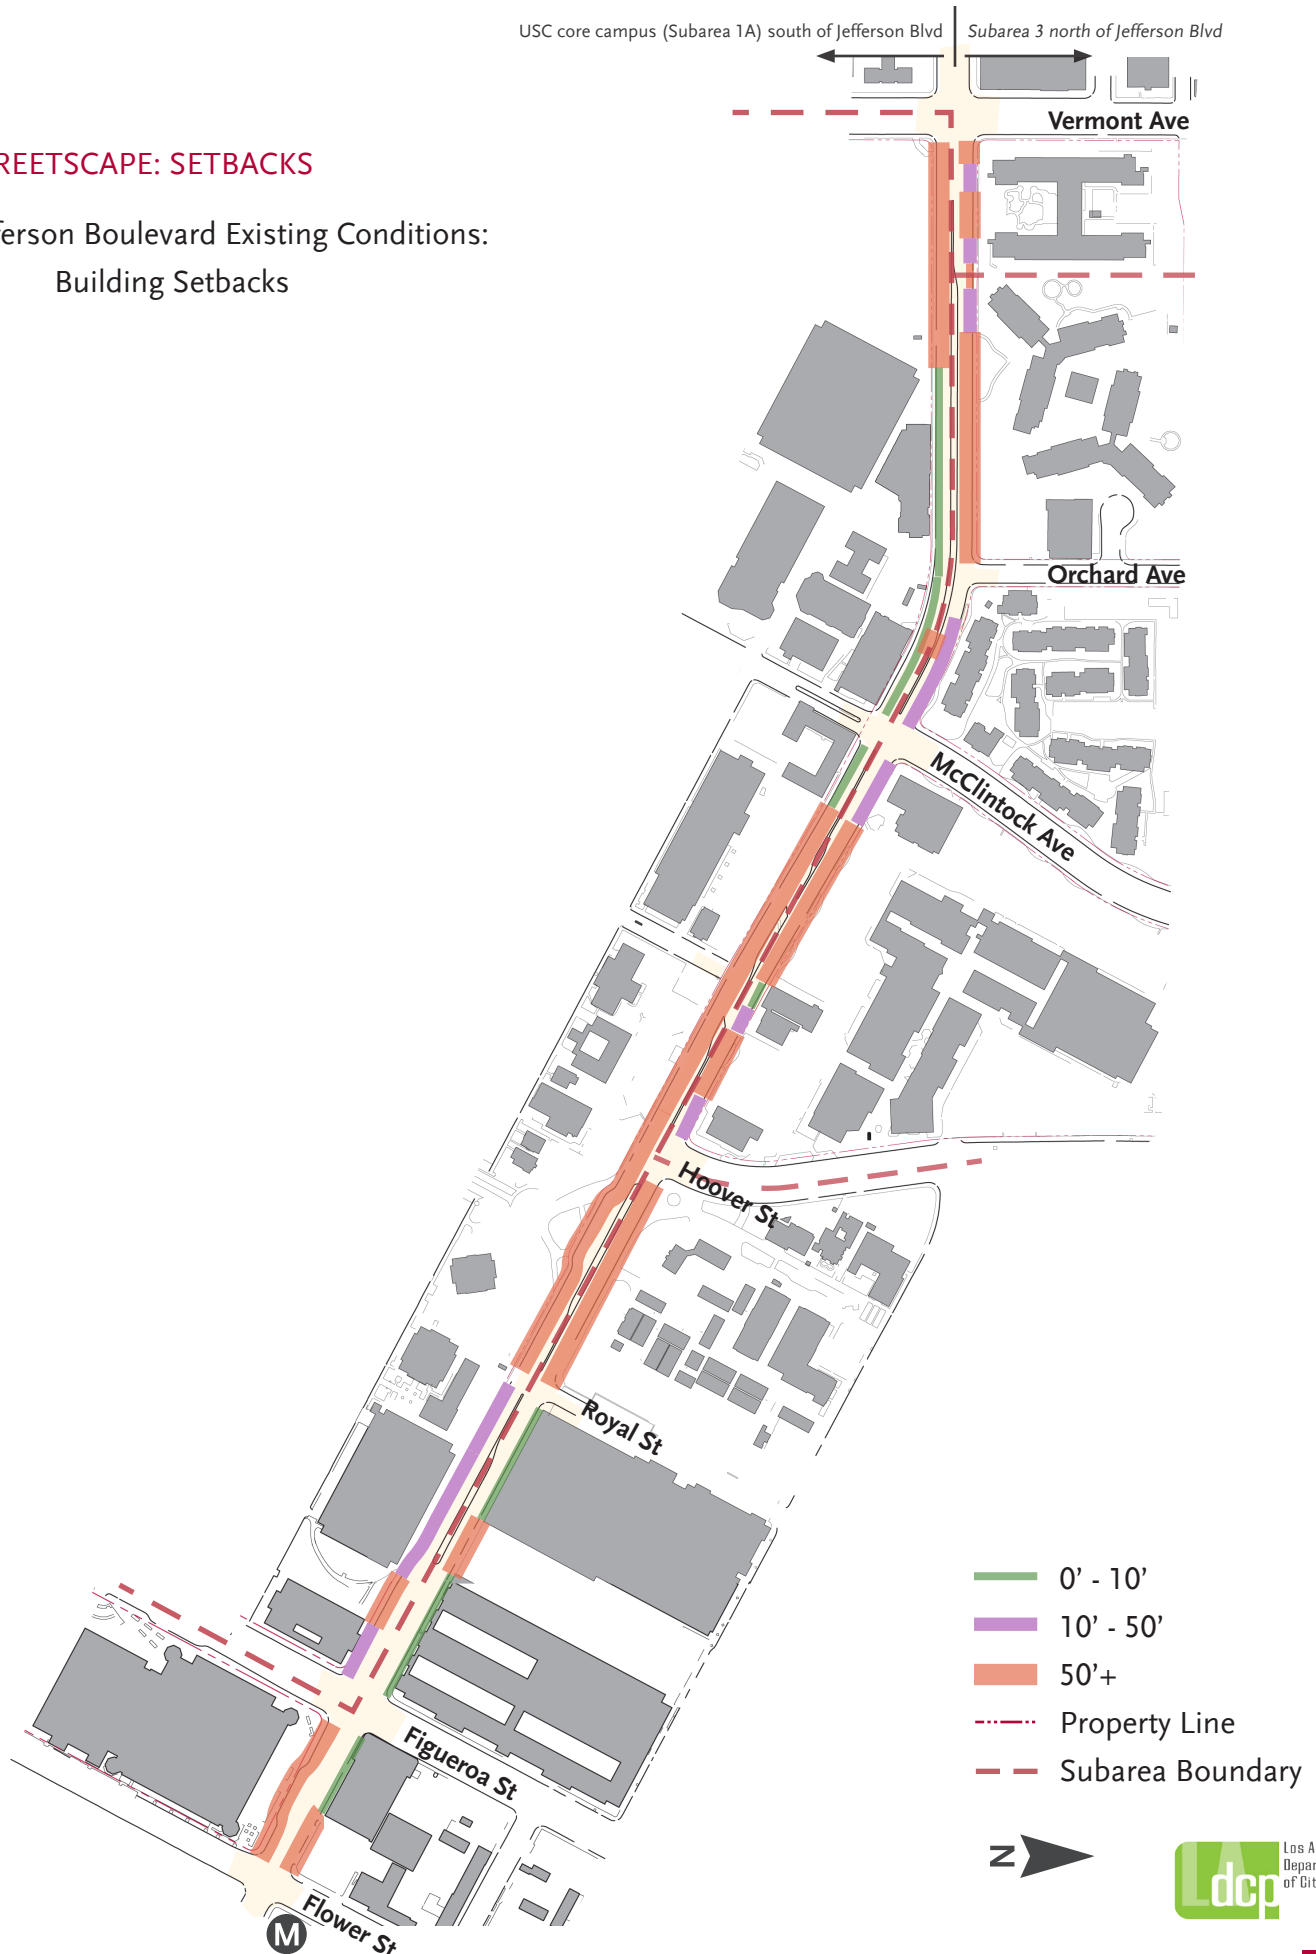 USC core campus (Subarea 1A) south of Jefferson Blvd
Subarea 3 north of Jefferson Blvd
Vermont Ave
REETSCAPE: SETBACKS
ferson Boulevard Existing Conditions:
Building Setbacks
Orchard Ave
McClintock Ave
Hoover St
Royal St
Figueroa St
Flower St
M
0' - 10'
10' - 50'
50'+
Property Line
Subarea Boundary
N
LA dcp
Los A
Depar
of Cit